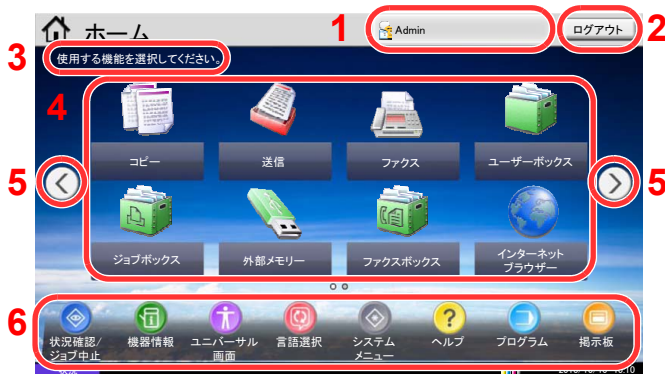 ホーム
1
Admin
ログアウト
2
3
使用する機能を選択してください。
4
コピー
送信
ファクス
ユーザーボックス
5
5
ジョブボックス
外部メモリー
ファクスボックス
インターネット
ブラウザー
6
状況確認/
ジョブ中止
機器情報
ユニバーサル
画面
言語選択
システム
メニュー
ヘルプ
プログラム
掲示板